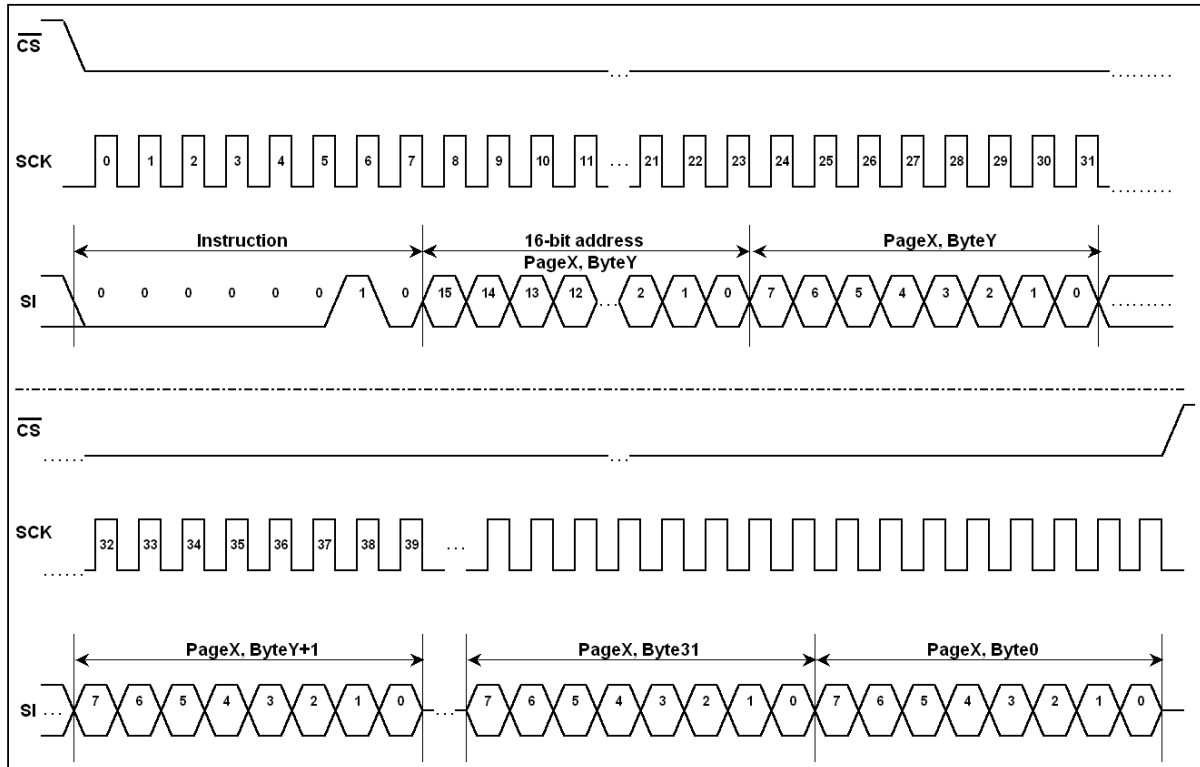 CS
SCK
0 1 2 3 4 5 6 7 8 9 10 11 ... 21 22 23 24 25 26 27 28 29 30 31
Instruction
16-bit address
PageX, ByteY
PageX, ByteY
SI
0 0 0 0 0 0 1 0 15 14 13 12 ... 2 1 0 7 6 5 4 3 2 1 0
CS
SCK
32 33 34 35 36 37 38 39 ...
PageX, ByteY+1
PageX, Byte31
PageX, Byte0
SI
7 6 5 4 3 2 1 0 ... 7 6 5 4 3 2 1 0 7 6 5 4 3 2 1 0